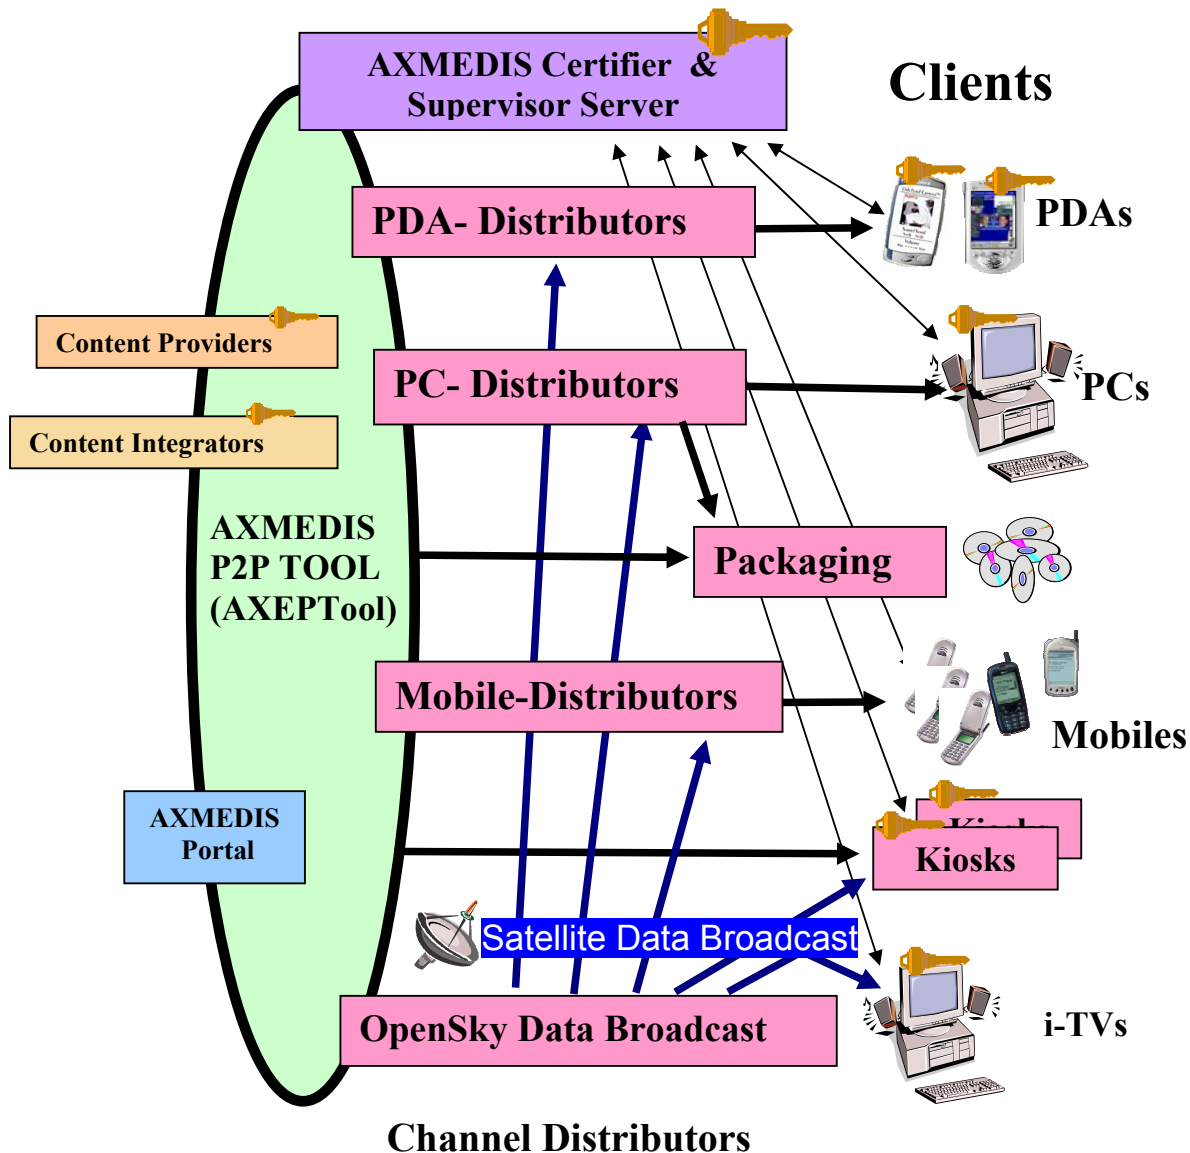 AXMEDIS Certifier &
Supervisor Server
Clients
PDA- Distributors
PDAs
Content Providers
PC- Distributors
PCs
Content Integrators
AXMEDIS
P2P TOOL
(AXEPTool)
Packaging
Mobile-Distributors
Mobiles
AXMEDIS
Portal
Kiosks
Kiosks
Satellite Data Broadcast
OpenSky Data Broadcast
i-TVs
Channel Distributors